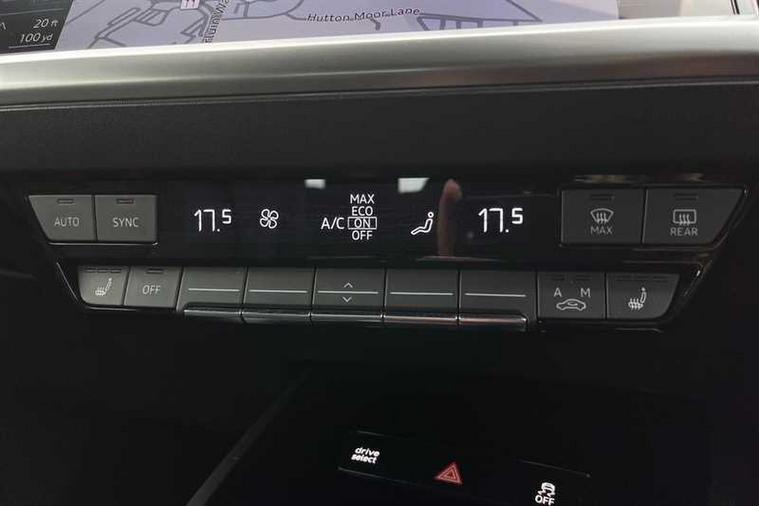 Hutton Moor Lane
20 ft
100 yd
AUTO
SYNC
17.5
MAX
ECO
A/C ON
OFF
17.5
MAX
REAR
OFF
A M
drive
select
OFF